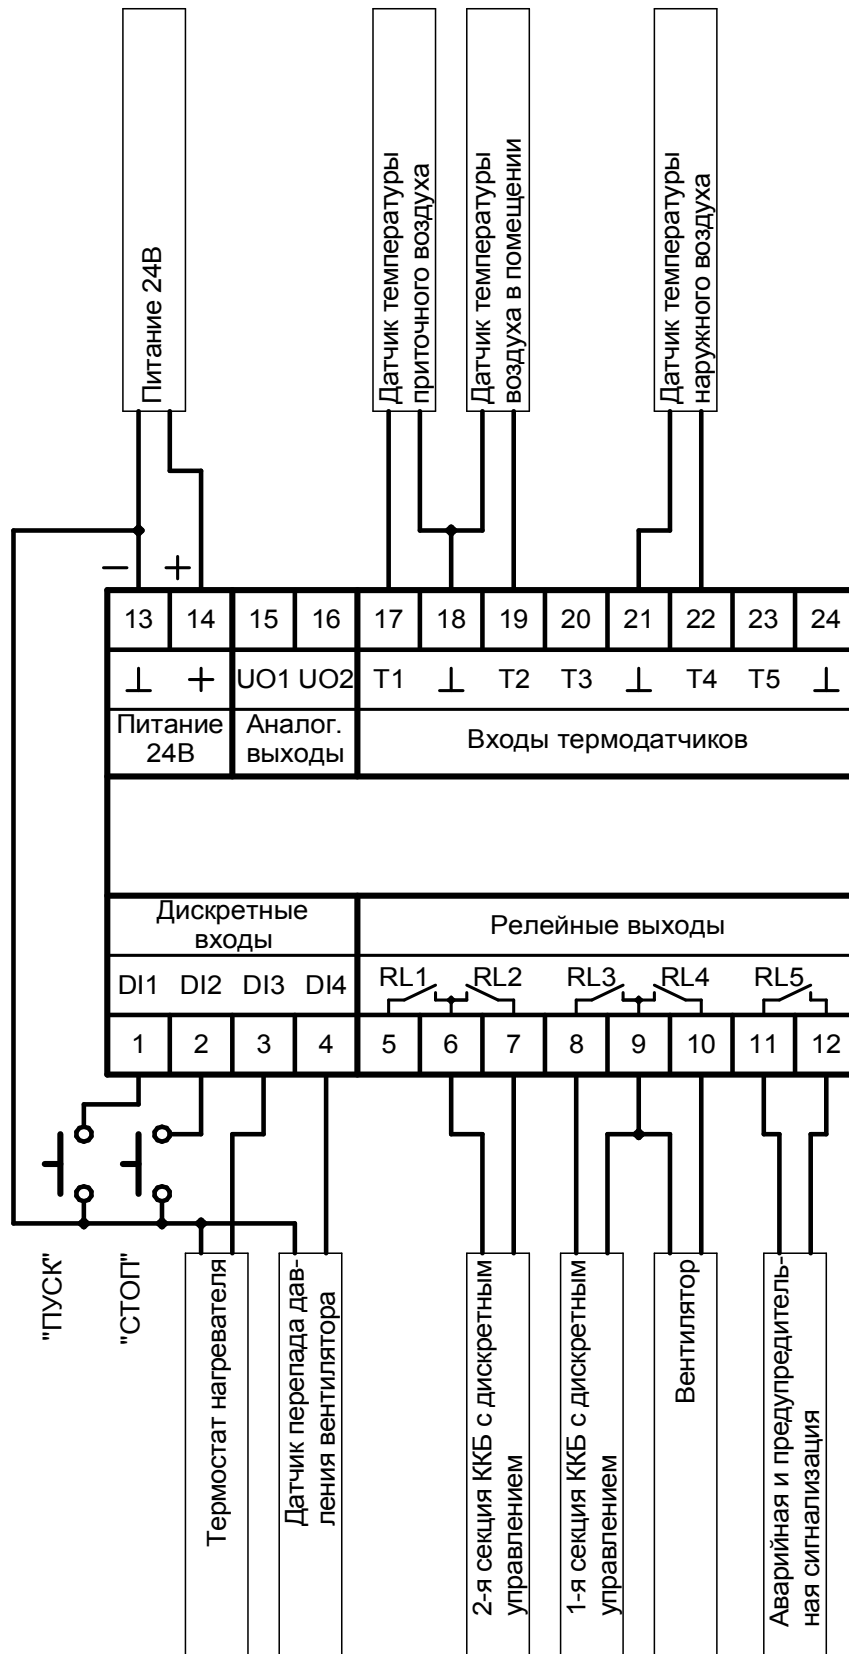 Питание 24В
Датчик температуры
приточного воздуха
Датчик температуры
воздуха в помещении
Датчик температуры
наружного воздуха
— +
13 14 15 16 17 18 19 20 21 22 23 24
⊥ + UO1 UO2 T1 ⊥ T2 T3 ⊥ T4 T5 ⊥
Питание
24В
Аналог.
выходы
Входы термодатчиков
Дискретные
входы
Релейные выходы
DI1 DI2 DI3 DI4 RL1 RL2 RL3 RL4 RL5
1 2 3 4 5 6 7 8 9 10 11 12
"ПУСК"
"СТОП"
Термостат нагревателя
Датчик перепада дав-
ления вентилятора
2-я секция ККБ с дискретным
управлением
1-я секция ККБ с дискретным
управлением
Вентилятор
Аварийная и предупредитель-
ная сигнализация